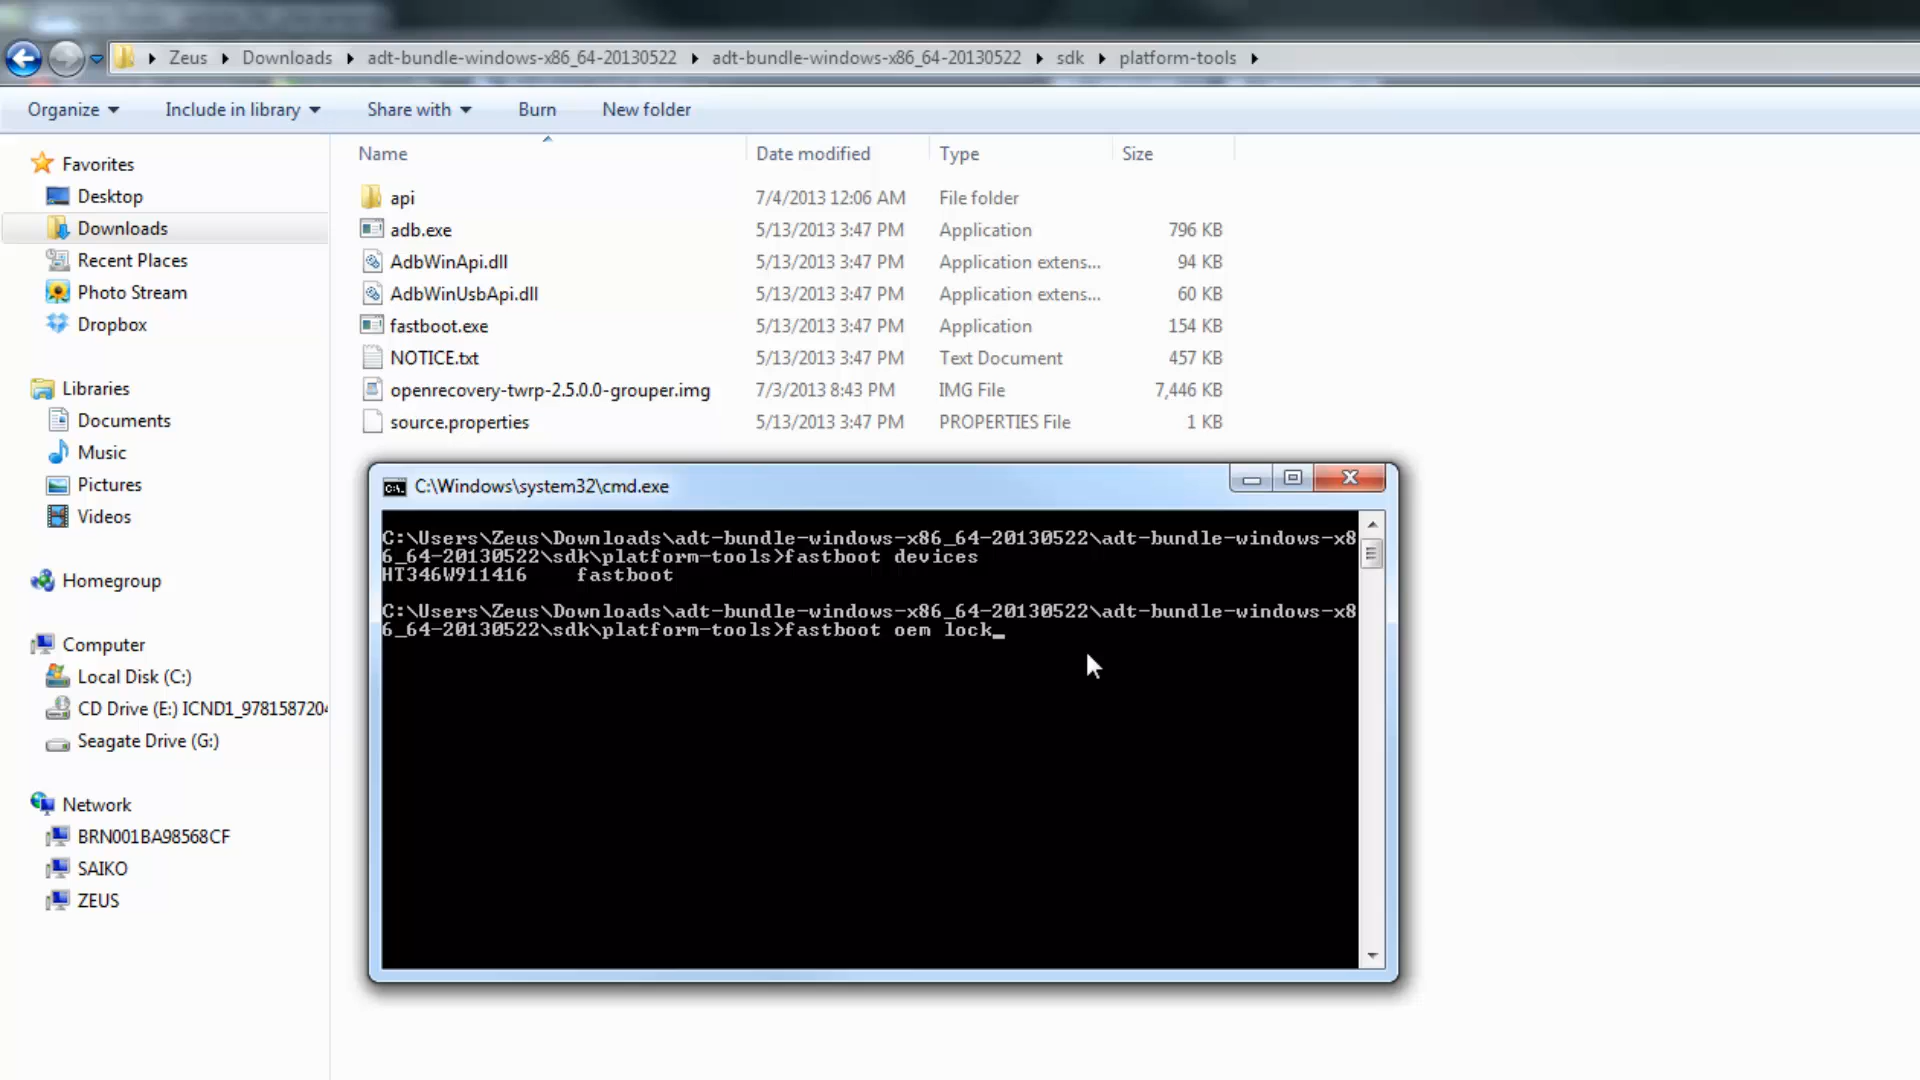 Zeus Downloads adt-bundle-windows-x86_64-20130522 adt-bundle-windows-x86_64-20130522 sdk platform-tools
Organize Include in library Share with Burn New folder
Name Date modified Type Size
Favorites
Desktop
Downloads
Recent Places
Photo Stream
Dropbox
Libraries
Documents
Music
Pictures
Videos
Homegroup
Computer
Local Disk (C:)
CD Drive (E:) ICND1_9781587204
Seagate Drive (G:)
Network
BRN001BA98568CF
SAIKO
ZEUS
api 7/4/2013 12:06 AM File folder
adb.exe 5/13/2013 3:47 PM Application 796 KB
AdbWinApi.dll 5/13/2013 3:47 PM Application extens... 94 KB
AdbWinUsbApi.dll 5/13/2013 3:47 PM Application extens... 60 KB
fastboot.exe 5/13/2013 3:47 PM Application 154 KB
NOTICE.txt 5/13/2013 3:47 PM Text Document 457 KB
openrecovery-twrp-2.5.0.0-grouper.img 7/3/2013 8:43 PM IMG File 7,446 KB
source.properties 5/13/2013 3:47 PM PROPERTIES File 1 KB
C:\Windows\system32\cmd.exe
C:\Users\Zeus\Downloads\adt-bundle-windows-x86_64-20130522\adt-bundle-windows-x8
6_64-20130522\sdk\platform-tools>fastboot devices
HT346W911416 fastboot
C:\Users\Zeus\Downloads\adt-bundle-windows-x86_64-20130522\adt-bundle-windows-x8
6_64-20130522\sdk\platform-tools>fastboot oem lock_